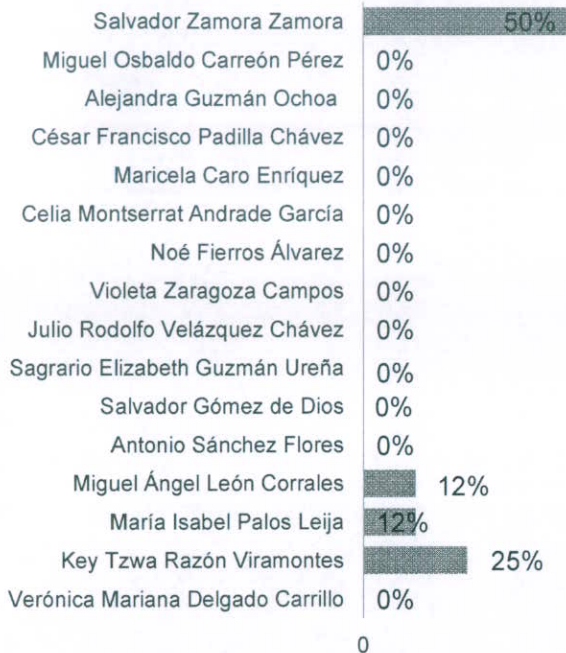 Salvador Zamora Zamora 50%
Miguel Osbaldo Carreón Pérez 0%
Alejandra Guzmán Ochoa 0%
César Francisco Padilla Chávez 0%
Maricela Caro Enríquez 0%
Celia Montserrat Andrade García 0%
Noé Fierros Álvarez 0%
Violeta Zaragoza Campos 0%
Julio Rodolfo Velázquez Chávez 0%
Sagrario Elizabeth Guzmán Ureña 0%
Salvador Gómez de Dios 0%
Antonio Sánchez Flores 0%
Miguel Ángel León Corrales 12%
María Isabel Palos Leija 12%
Key Tzwa Razón Viramontes 25%
Verónica Mariana Delgado Carrillo 0%
0